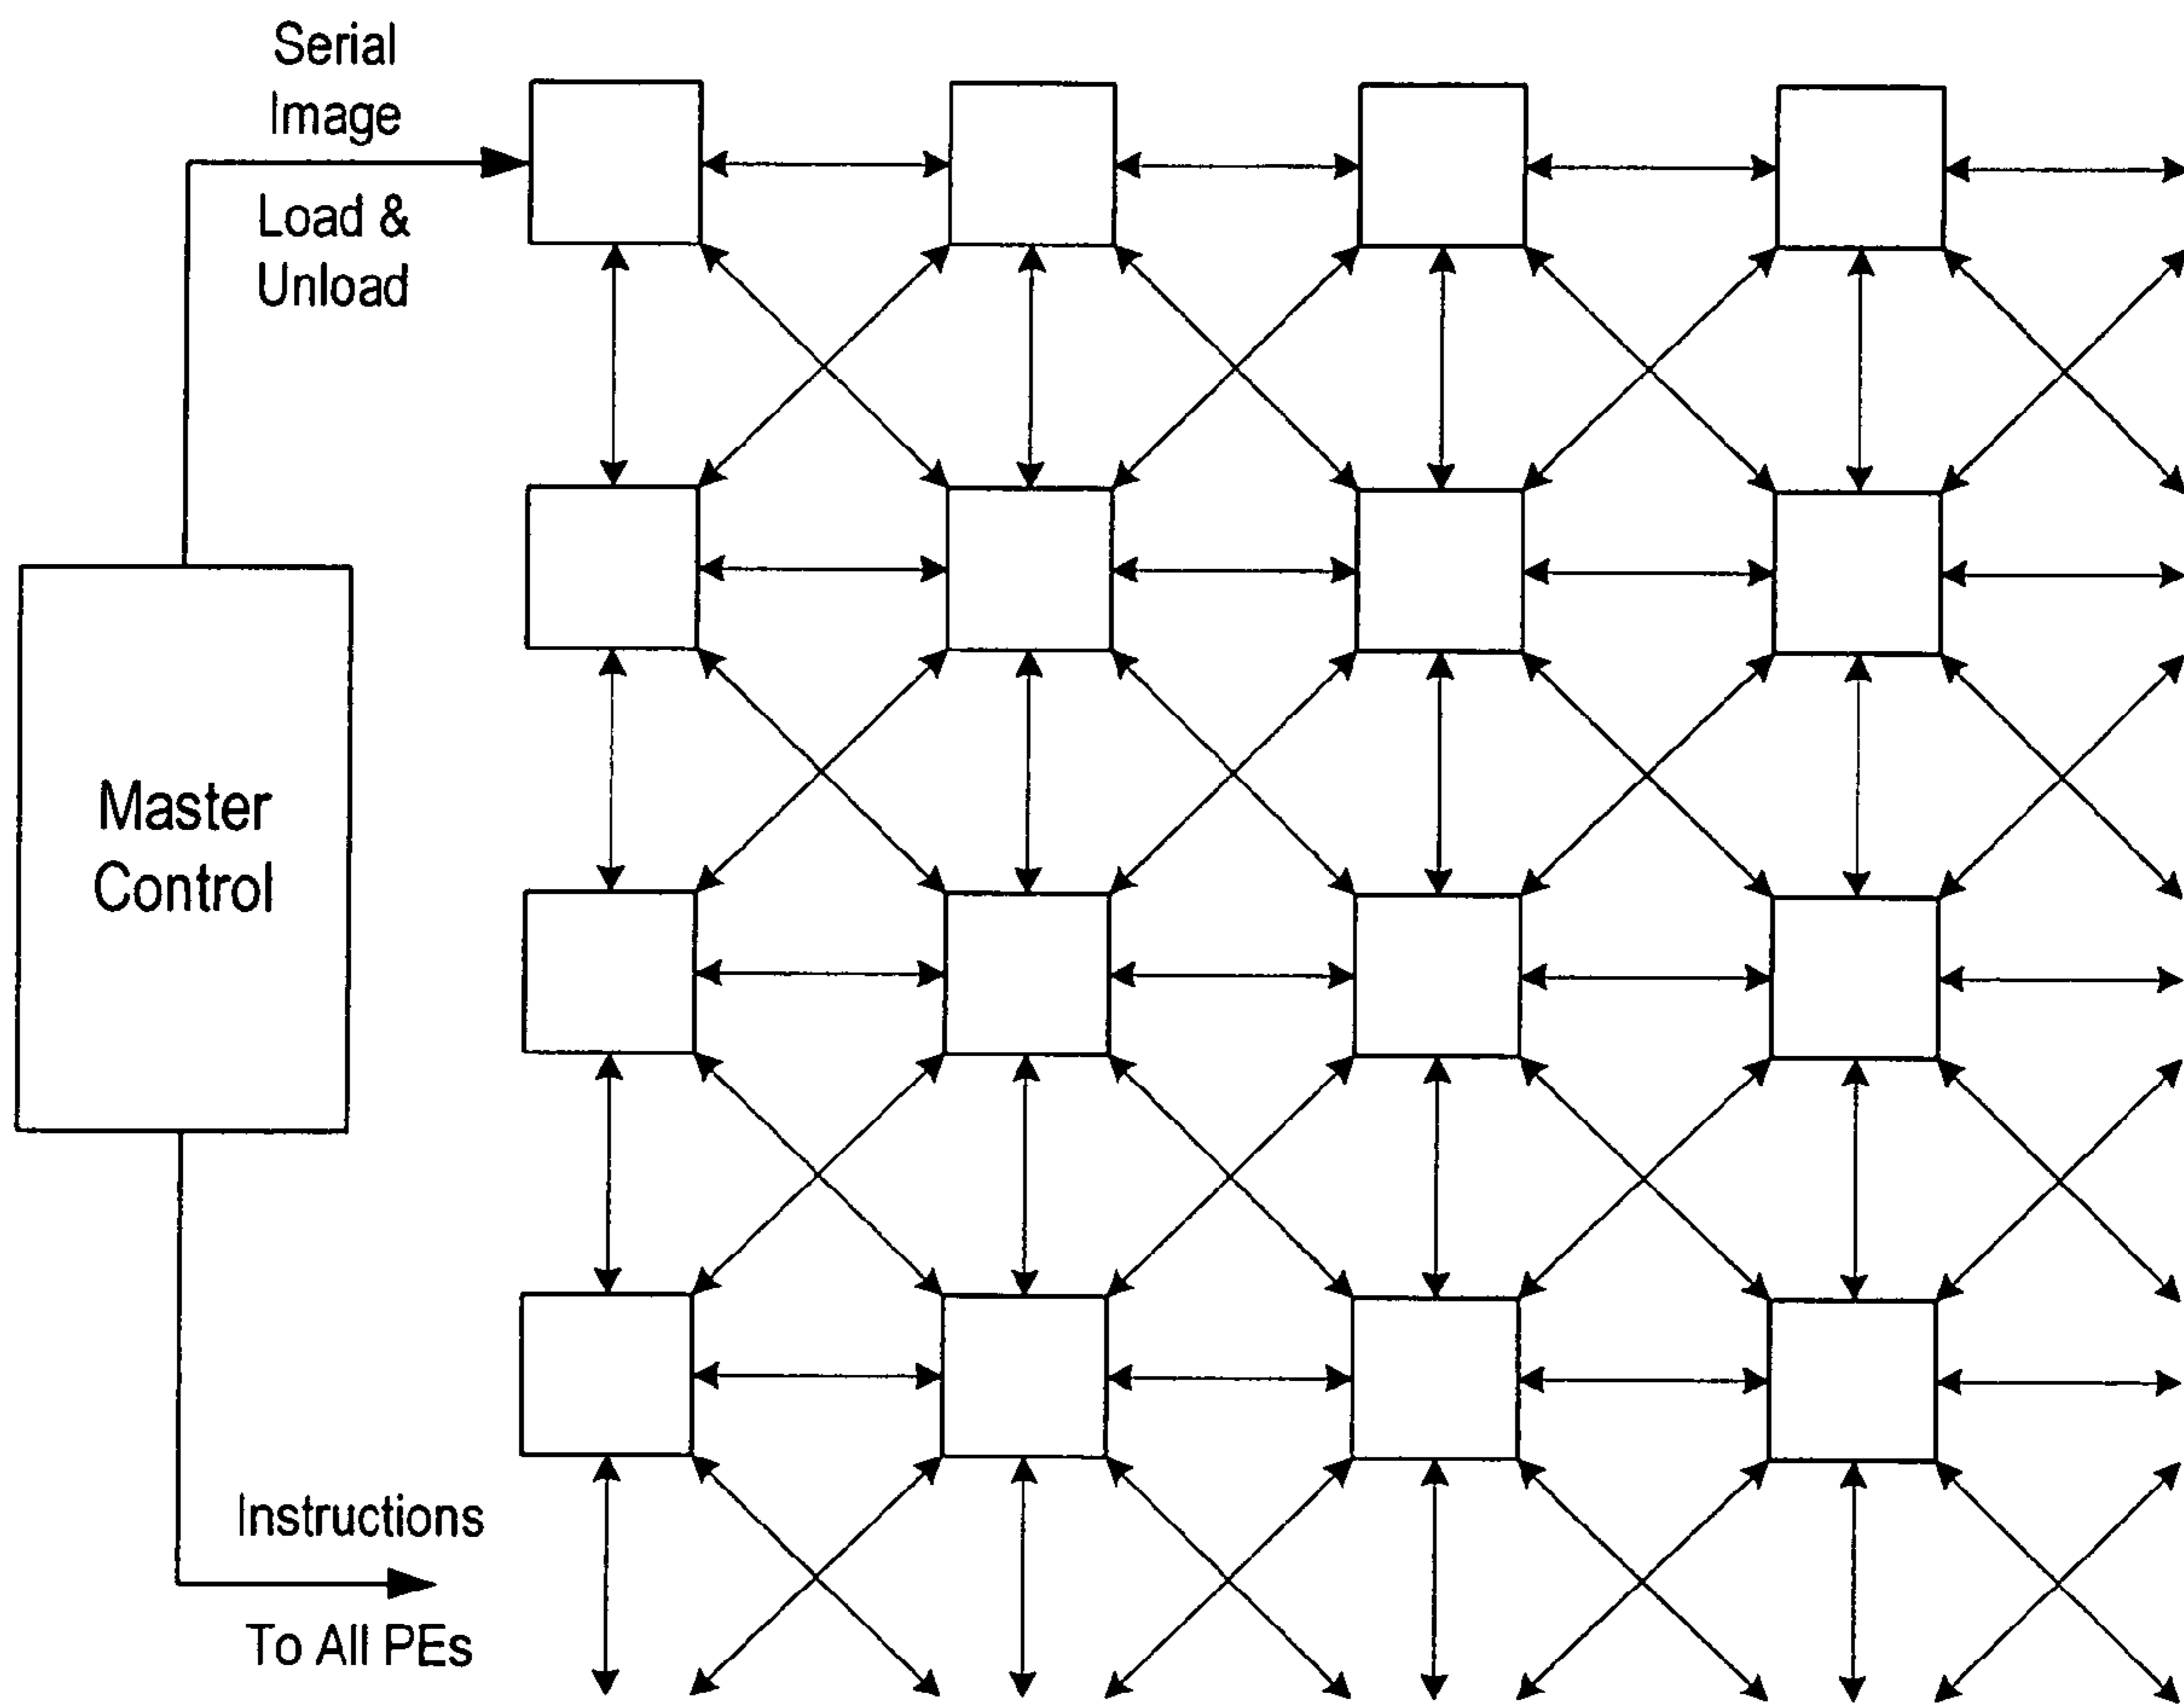 Serial
Image
Load &
Unload
Master
Control
Instructions
To All PEs